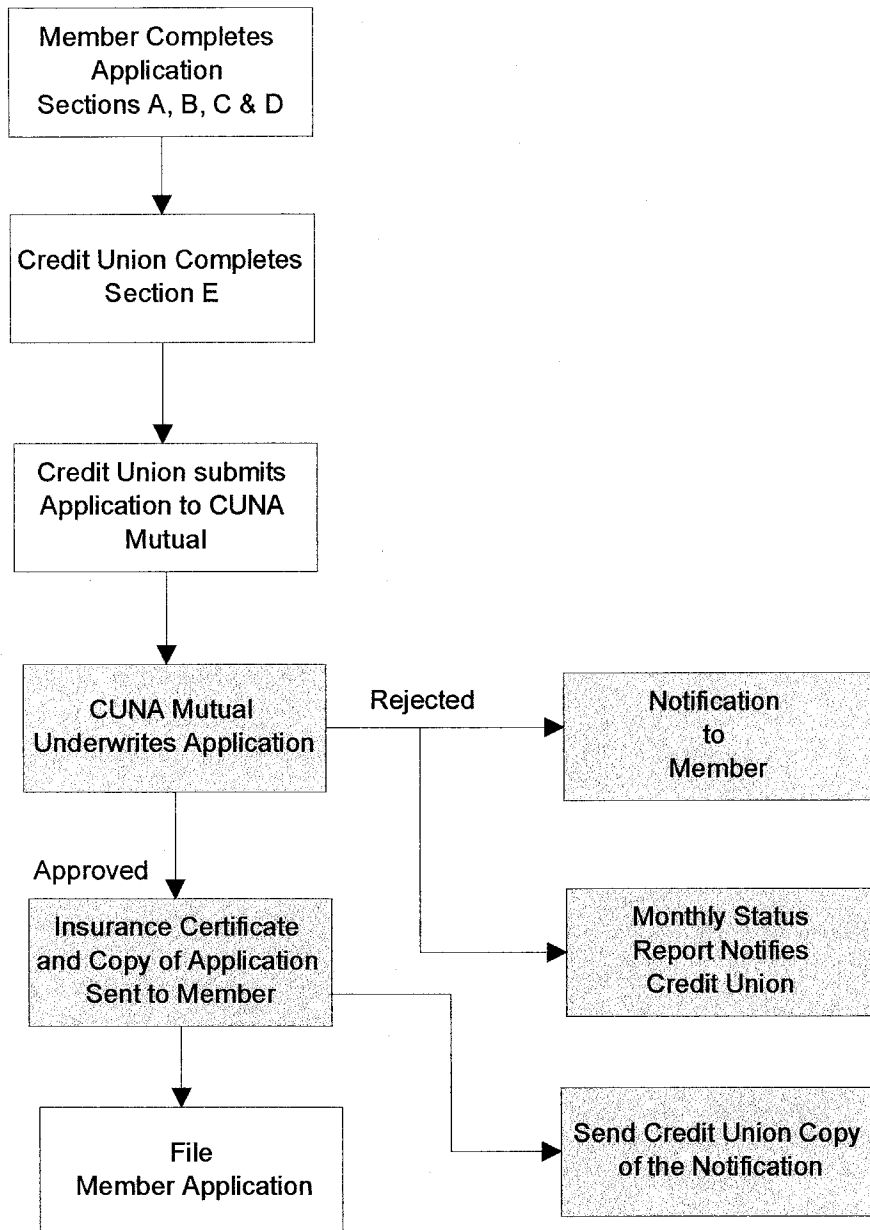 Member Completes
Application
Sections A, B, C & D
Credit Union Completes
Section E
Credit Union submits
Application to CUNA
Mutual
CUNA Mutual
Underwrites Application
Rejected
Notification
to
Member
Approved
Insurance Certificate
and Copy of Application
Sent to Member
Monthly Status
Report Notifies
Credit Union
File
Member Application
Send Credit Union Copy
of the Notification